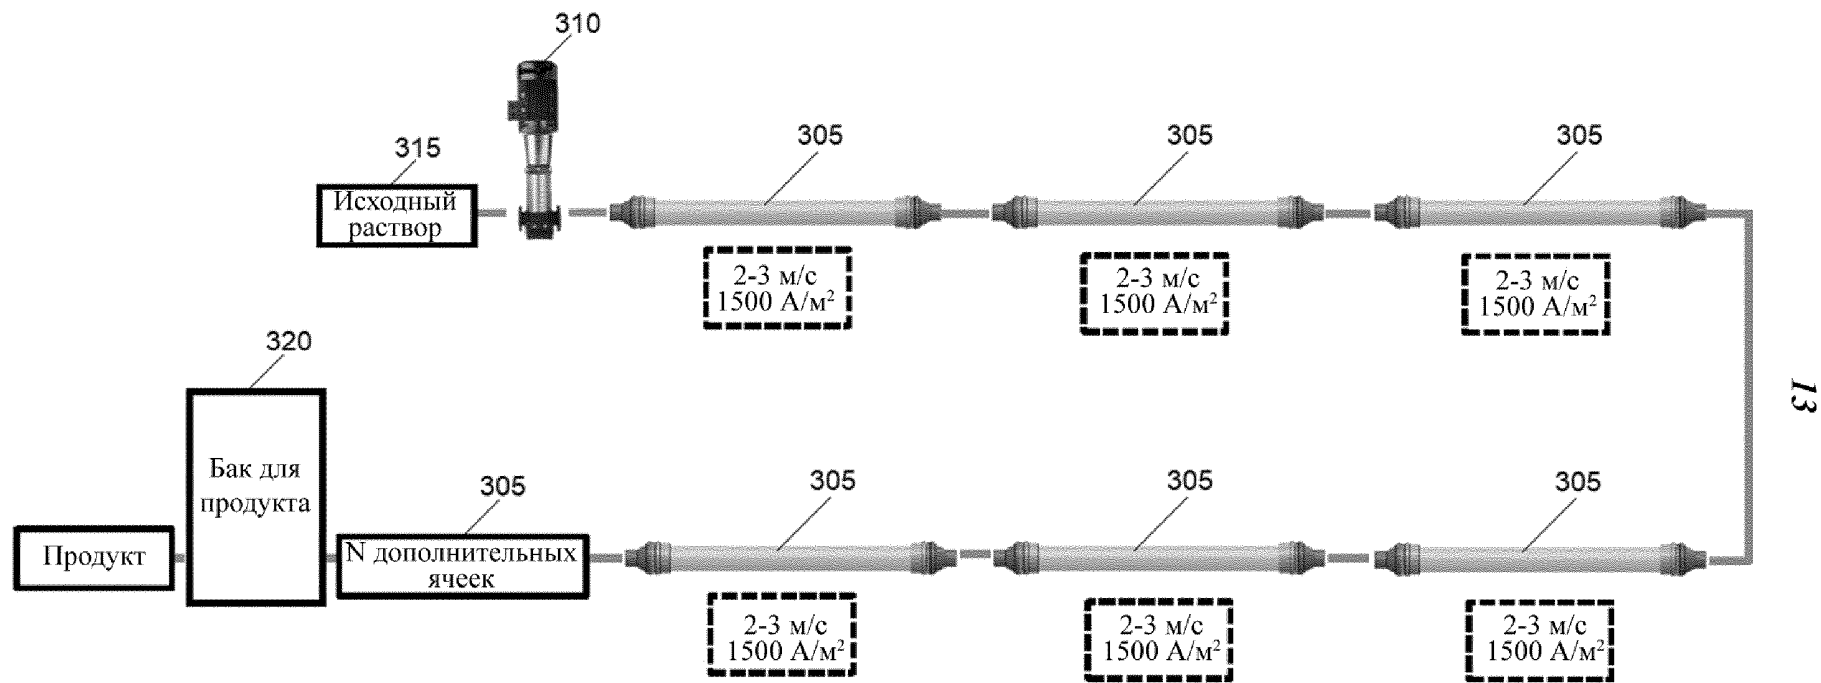 310
315
305
305
305
Исходный
раствор
2-3 м/с
1500 А/м²
2-3 м/с
1500 А/м²
2-3 м/с
1500 А/м²
13
320
Бак для
продукта
305
305
305
305
Продукт
N дополнительных
ячеек
2-3 м/с
1500 А/м²
2-3 м/с
1500 А/м²
2-3 м/с
1500 А/м²